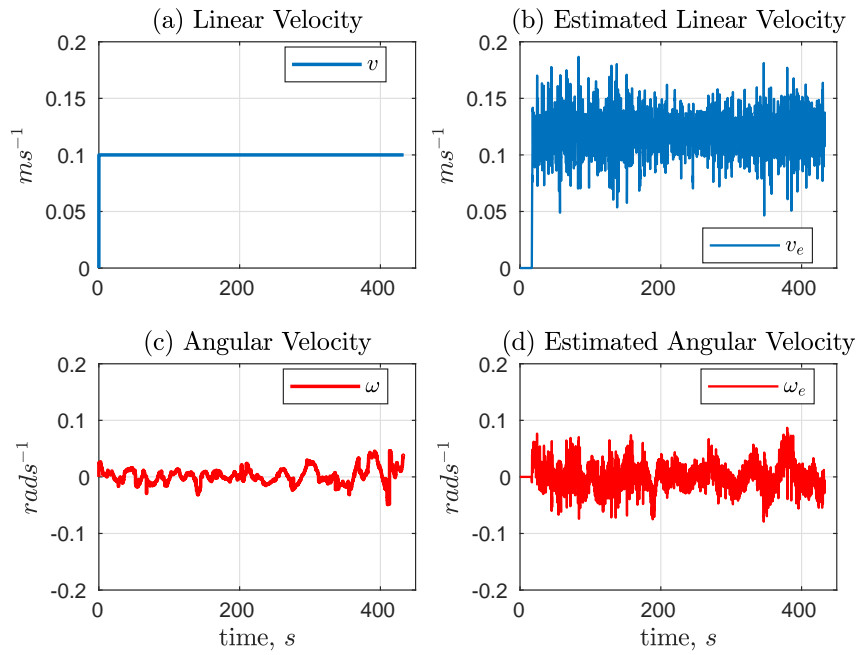 (a) Linear Velocity
0.2
0.15
0.1
0.05
0
ms⁻¹
v
0
200
400
(b) Estimated Linear Velocity
0.2
0.15
0.1
0.05
0
ms⁻¹
vₑ
0
200
400
(c) Angular Velocity
0.2
0.1
0
-0.1
-0.2
rads⁻¹
ω
0
200
400
time, s
(d) Estimated Angular Velocity
0.2
0.1
0
-0.1
-0.2
rads⁻¹
ωₑ
0
200
400
time, s